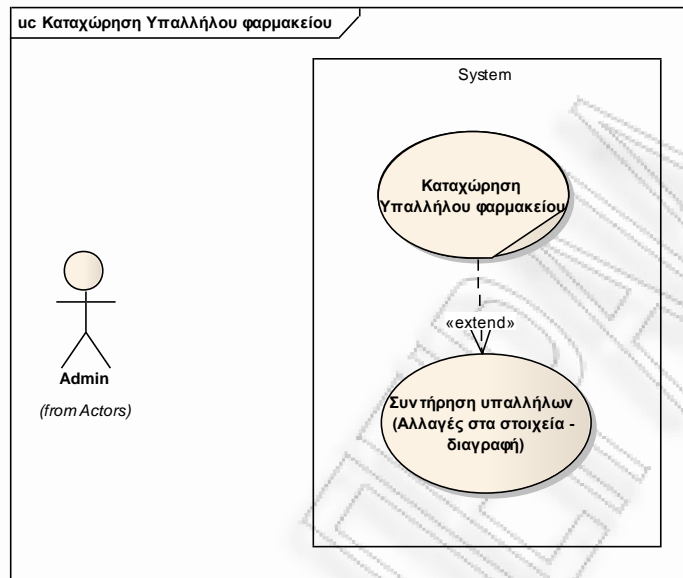 uc Καταχώρηση Υπαλλήλου φαρμακείου
System
Καταχώρηση
Υπαλλήλου φαρμακείου
«extend»
Admin
(from Actors)
Συντήρηση υπαλλήλων
(Αλλαγές στα στοιχεία -
διαγραφή)